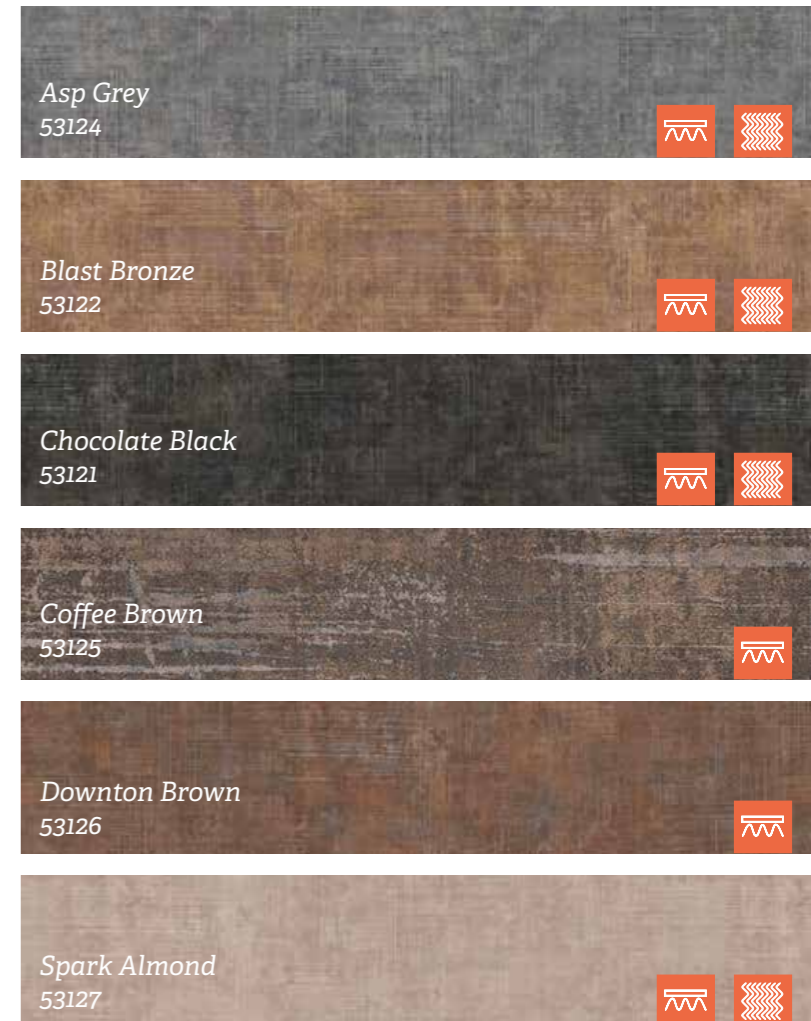 Asp Grey
53124
Blast Bronze
53122
Chocolate Black
53121
Coffee Brown
53125
Downton Brown
53126
Spark Almond
53127